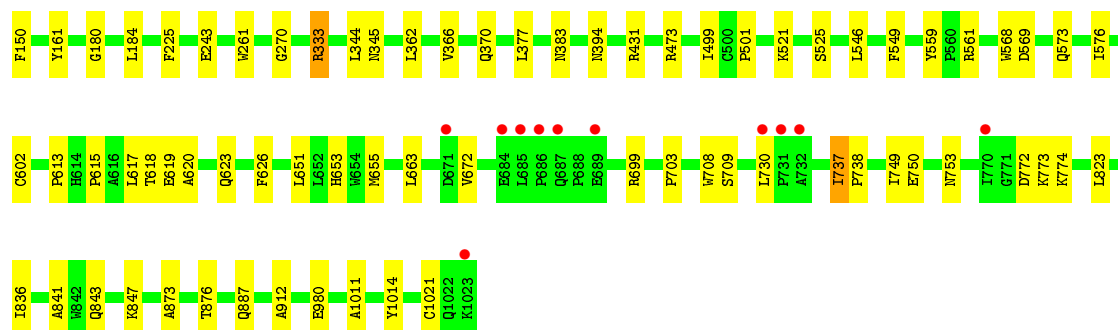 F150 Y161 G180 L184 F225 E243 W261 G270 R333 L344 N345 L362 V366 Q370 L377 N383 N394 R431 R473 I499 C500 P501 K521 S525 L546 F549 Y559 P560 R561 W568 D569 Q573 I576
C602 P613 H614 P615 A616 L617 T618 E619 A620 Q623 F626 L651 L652 H653 W654 M655 L663 D671 V672 E684 L685 P686 Q687 P688 E689 R699 P703 W708 S709 L730 P731 A732 I737 P738 I749 E750 N753 I770 G771 D772 K773 K774 L823
I836 A841 W842 Q843 K847 A873 T876 Q887 A912 E980 A1011 Y1014 C1021 Q1022 K1023